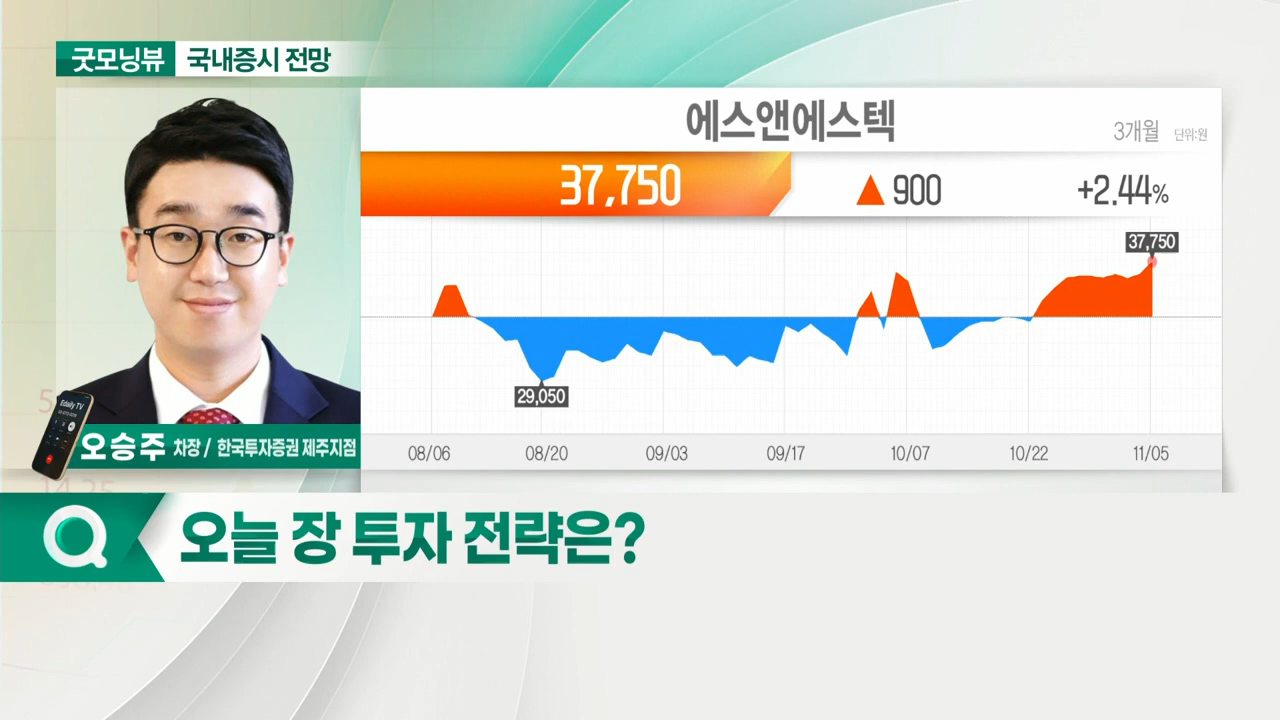 굿모닝뷰 국내증시 전망
에스앤에스텍
3개월 단위:원
37,750 ▲ 900 +2.44%
37,750
29,050
08/06 08/20 09/03 09/17 10/07 10/22 11/05
Edaily TV
오승주 차장 / 한국투자증권 제주지점
오늘 장 투자 전략은?